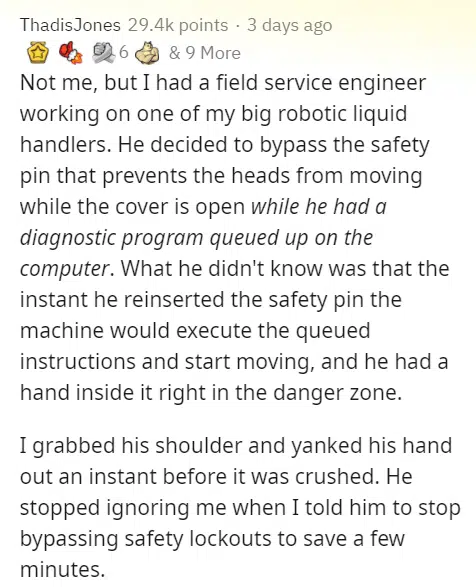 ThadisJones 29.4k points · 3 days ago
6 & 9 More
Not me, but I had a field service engineer
working on one of my big robotic liquid
handlers. He decided to bypass the safety
pin that prevents the heads from moving
while the cover is open while he had a
diagnostic program queued up on the
computer. What he didn't know was that the
instant he reinserted the safety pin the
machine would execute the queued
instructions and start moving, and he had a
hand inside it right in the danger zone.
I grabbed his shoulder and yanked his hand
out an instant before it was crushed. He
stopped ignoring me when I told him to stop
bypassing safety lockouts to save a few
minutes.